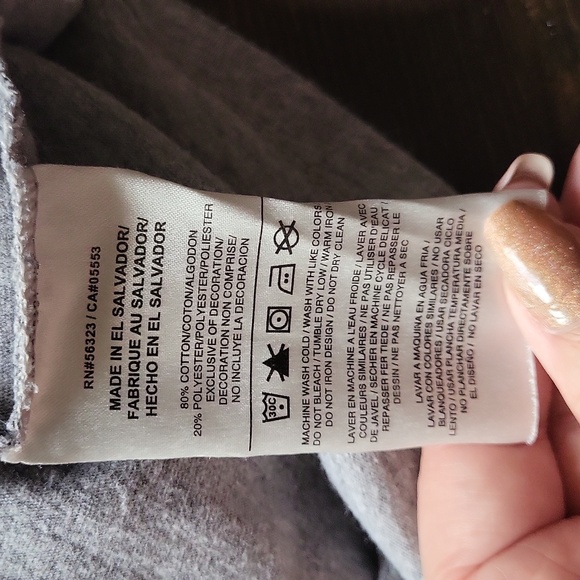 RN#56323 / CA#05553
MADE IN EL SALVADOR/
FABRIQUE AU SALVADOR/
HECHO EN EL SALVADOR
80% COTTON/COTON/ALGODON
20% POLYESTER/POLYESTER/POLIESTER
EXCLUSIVE OF DECORATION/
DECORATION NON COMPRISE/
NO INCLUYE LA DECORACION
30C
MACHINE WASH COLD / WASH WITH LIKE COLORS
DO NOT BLEACH / TUMBLE DRY LOW / WARM IRON
DO NOT IRON DESIGN / DO NOT DRY CLEAN
LAVER EN MACHINE A L'EAU FROIDE / LAVER AVEC
COULEURS SIMILAIRES / NE PAS UTILISER D'EAU
DE JAVEL / SECHER EN MACHINE CYCLE DELICAT /
REPASSER FER TIEDE / NE PAS REPASSER LE
DESSIN / NE PAS NETTOYER A SEC
LAVAR A MAQUINA EN AGUA FRIA /
LAVAR CON COLORES SIMILARES / NO USAR
BLANQUEADORES / USAR SECADORA CICLO
LENTO / USAR PLANCHA TEMPERATURA MEDIA /
NO PLANCHAR DIRECTAMENTE SOBRE
EL DISEÑO / NO LAVAR EN SECO